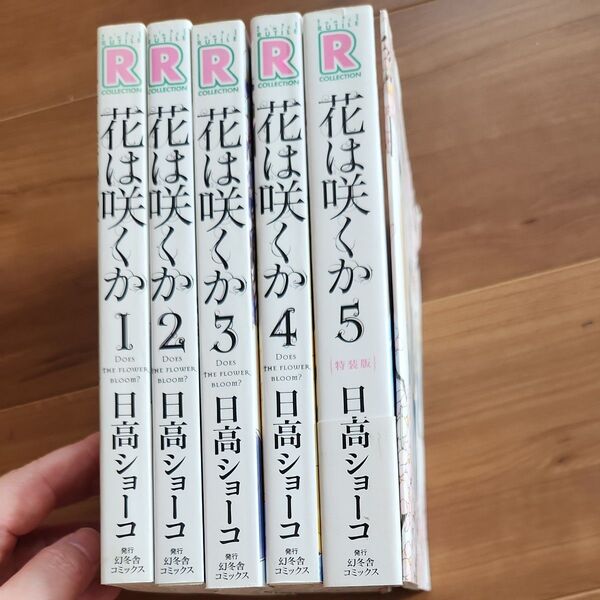 RUTILE
R
COLLECTION
花は咲くか
1
DOES
THE FLOWER
BLOOM?
日高ショーコ
発行
幻冬舎
コミックス
RUTILE
R
COLLECTION
花は咲くか
2
DOES
THE FLOWER
BLOOM?
日高ショーコ
発行
幻冬舎
コミックス
RUTILE
R
COLLECTION
花は咲くか
3
DOES
THE FLOWER
BLOOM?
日高ショーコ
発行
幻冬舎
コミックス
RUTILE
R
COLLECTION
花は咲くか
4
DOES
THE FLOWER
BLOOM?
日高ショーコ
発行
幻冬舎
コミックス
RUTILE
R
COLLECTION
花は咲くか
5
{特装版}
日高ショーコ
発行
幻冬舎
コミックス